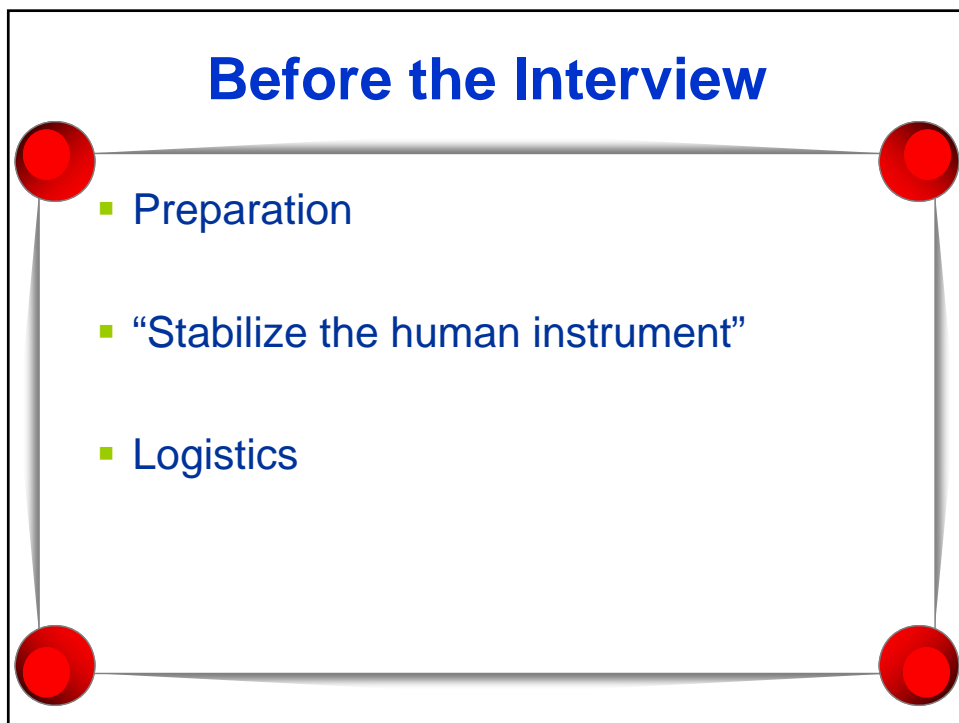 Before the Interview
▪ Preparation
▪ “Stabilize the human instrument”
▪ Logistics